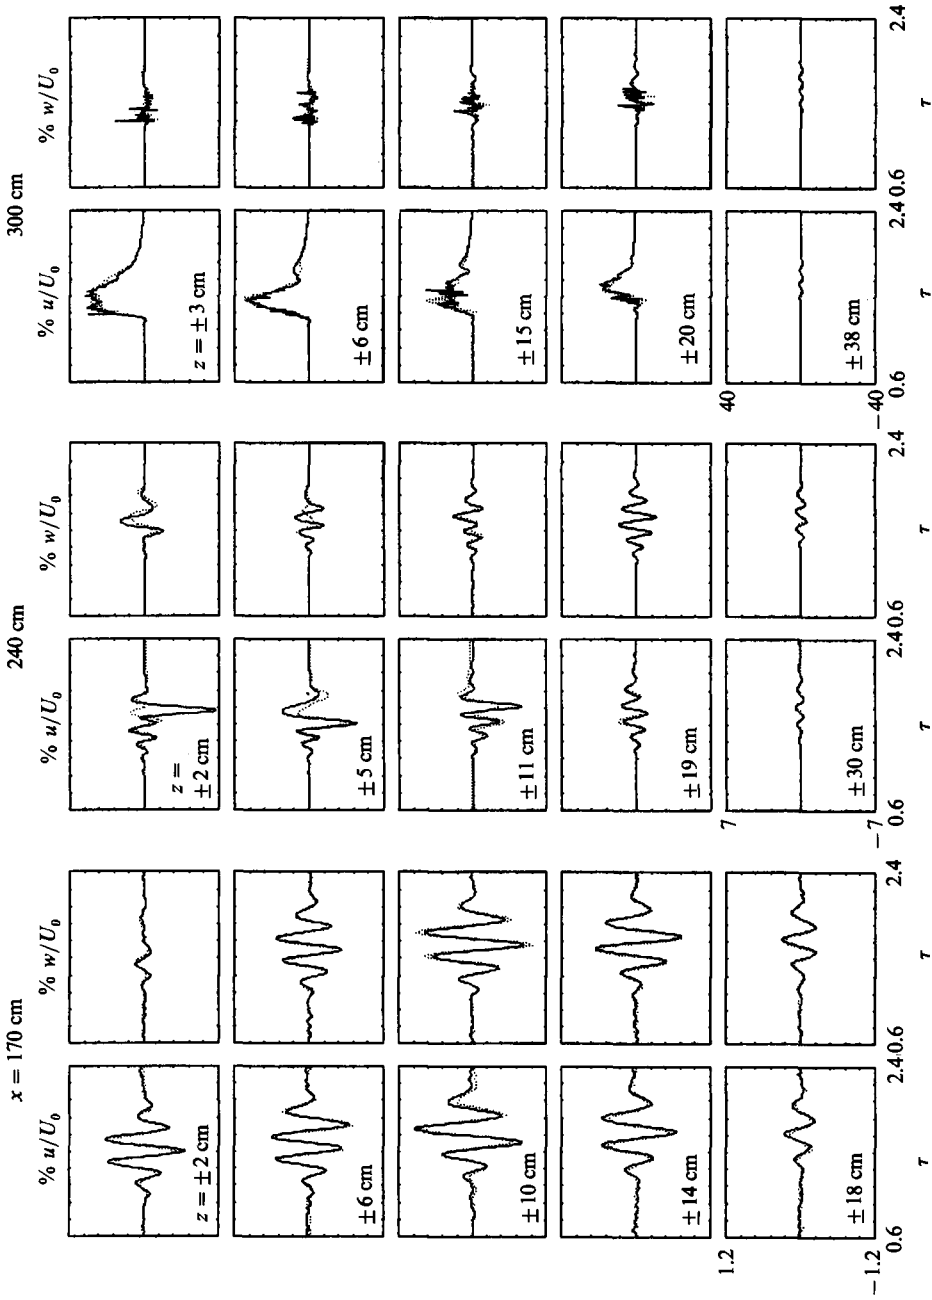 x = 170 cm
240 cm
300 cm
% u/U₀
% w/U₀
% u/U₀
% w/U₀
% u/U₀
% w/U₀
z = ±2 cm
z =
±2 cm
z = ±3 cm
±6 cm
±5 cm
±6 cm
±10 cm
±11 cm
±15 cm
±14 cm
±19 cm
±20 cm
1.2
7
40
±18 cm
±30 cm
±38 cm
−1.2
−7
−40
0.6
2.4
0.6
2.4
0.6
2.4
0.6
2.4
0.6
2.4
0.6
2.4
τ
τ
τ
τ
τ
τ